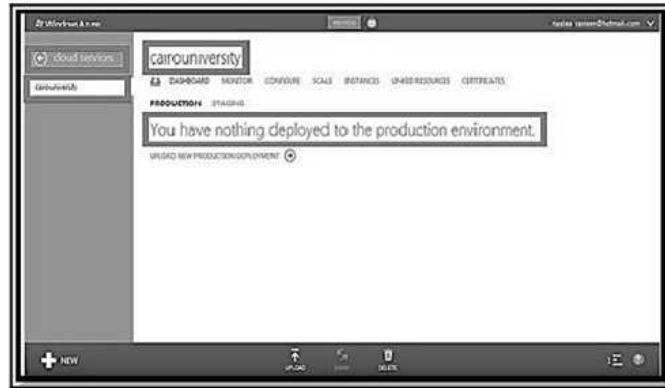 Windows Azure
PREVIEW
cloud services
cairouniversity
cairouniversity
DASHBOARD MONITOR CONFIGURE SCALE INSTANCES LINKED RESOURCES CERTIFICATES
PRODUCTION STAGING
You have nothing deployed to the production environment.
UPLOAD NEW PRODUCTION DEPLOYMENT
NEW
UPLOAD
DELETE